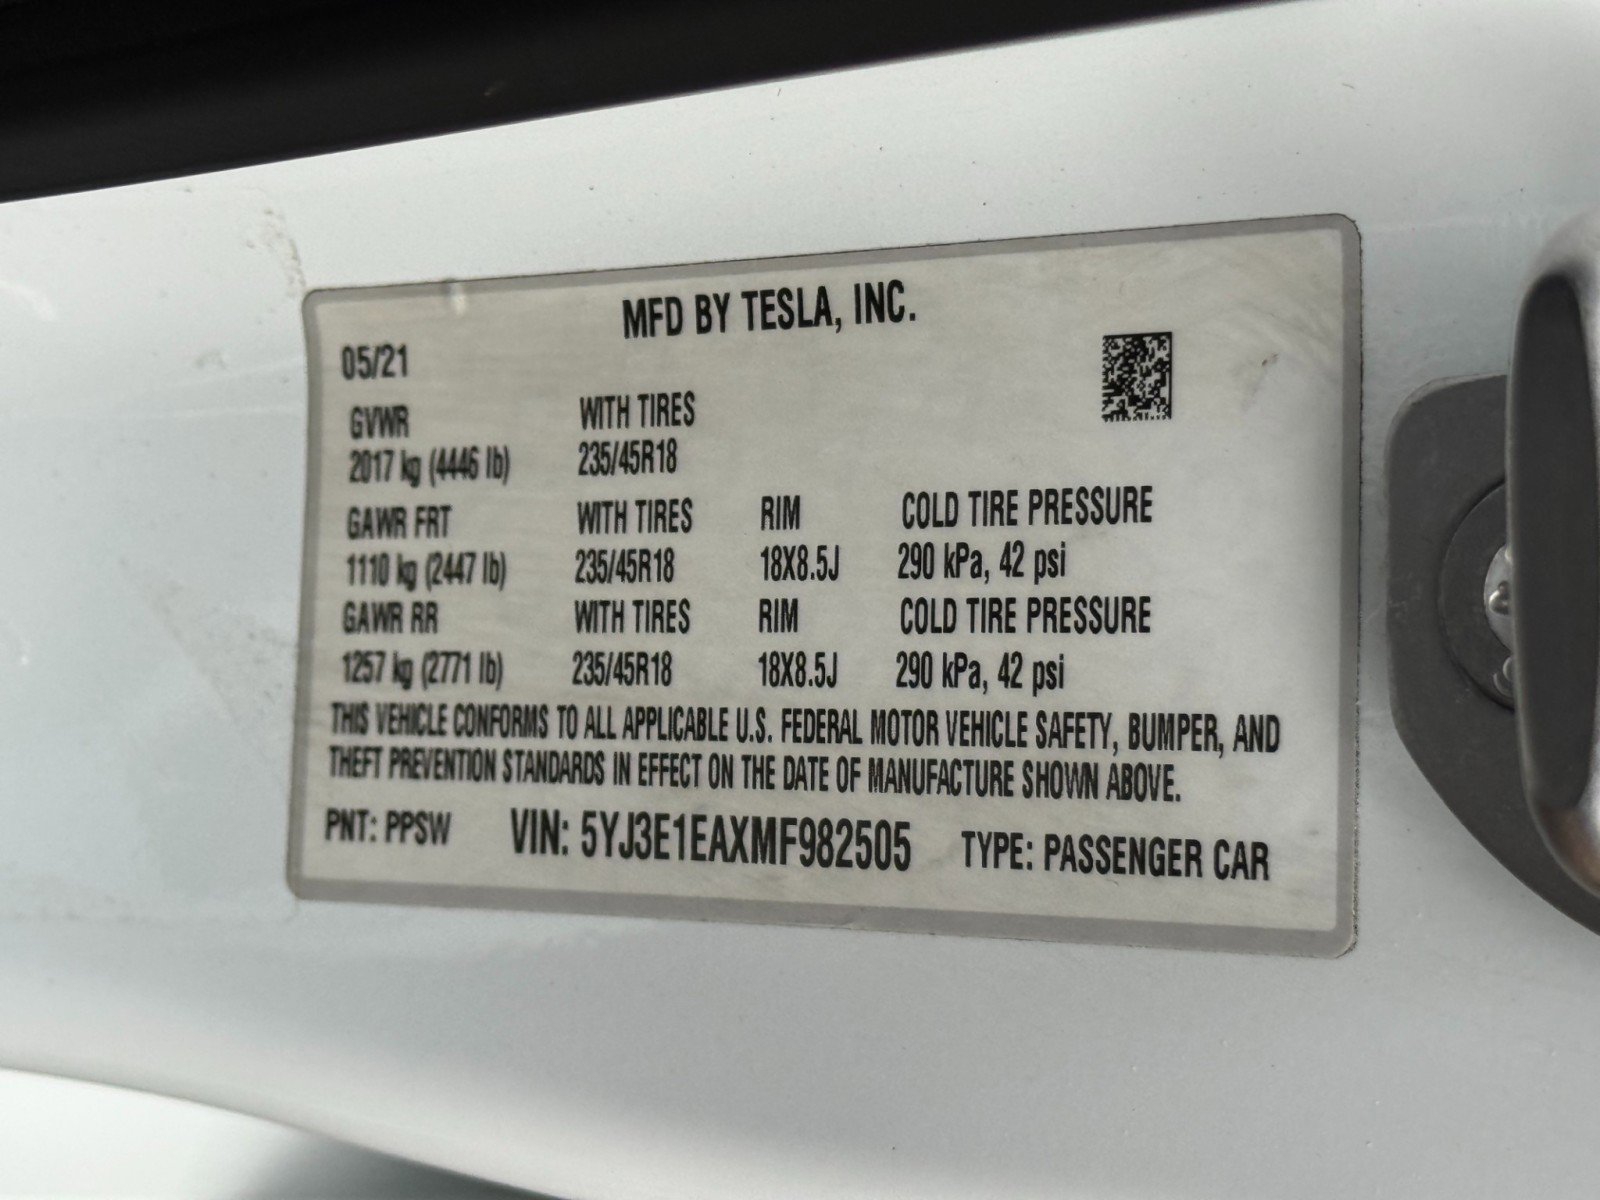 MFD BY TESLA, INC.
05/21
GVWR WITH TIRES
2017 kg (4446 lb) 235/45R18
GAWR FRT WITH TIRES RIM COLD TIRE PRESSURE
1110 kg (2447 lb) 235/45R18 18X8.5J 290 kPa, 42 psi
GAWR RR WITH TIRES RIM COLD TIRE PRESSURE
1257 kg (2771 lb) 235/45R18 18X8.5J 290 kPa, 42 psi
THIS VEHICLE CONFORMS TO ALL APPLICABLE U.S. FEDERAL MOTOR VEHICLE SAFETY, BUMPER, AND
THEFT PREVENTION STANDARDS IN EFFECT ON THE DATE OF MANUFACTURE SHOWN ABOVE.
PNT: PPSW VIN: 5YJ3E1EAXMF982505 TYPE: PASSENGER CAR